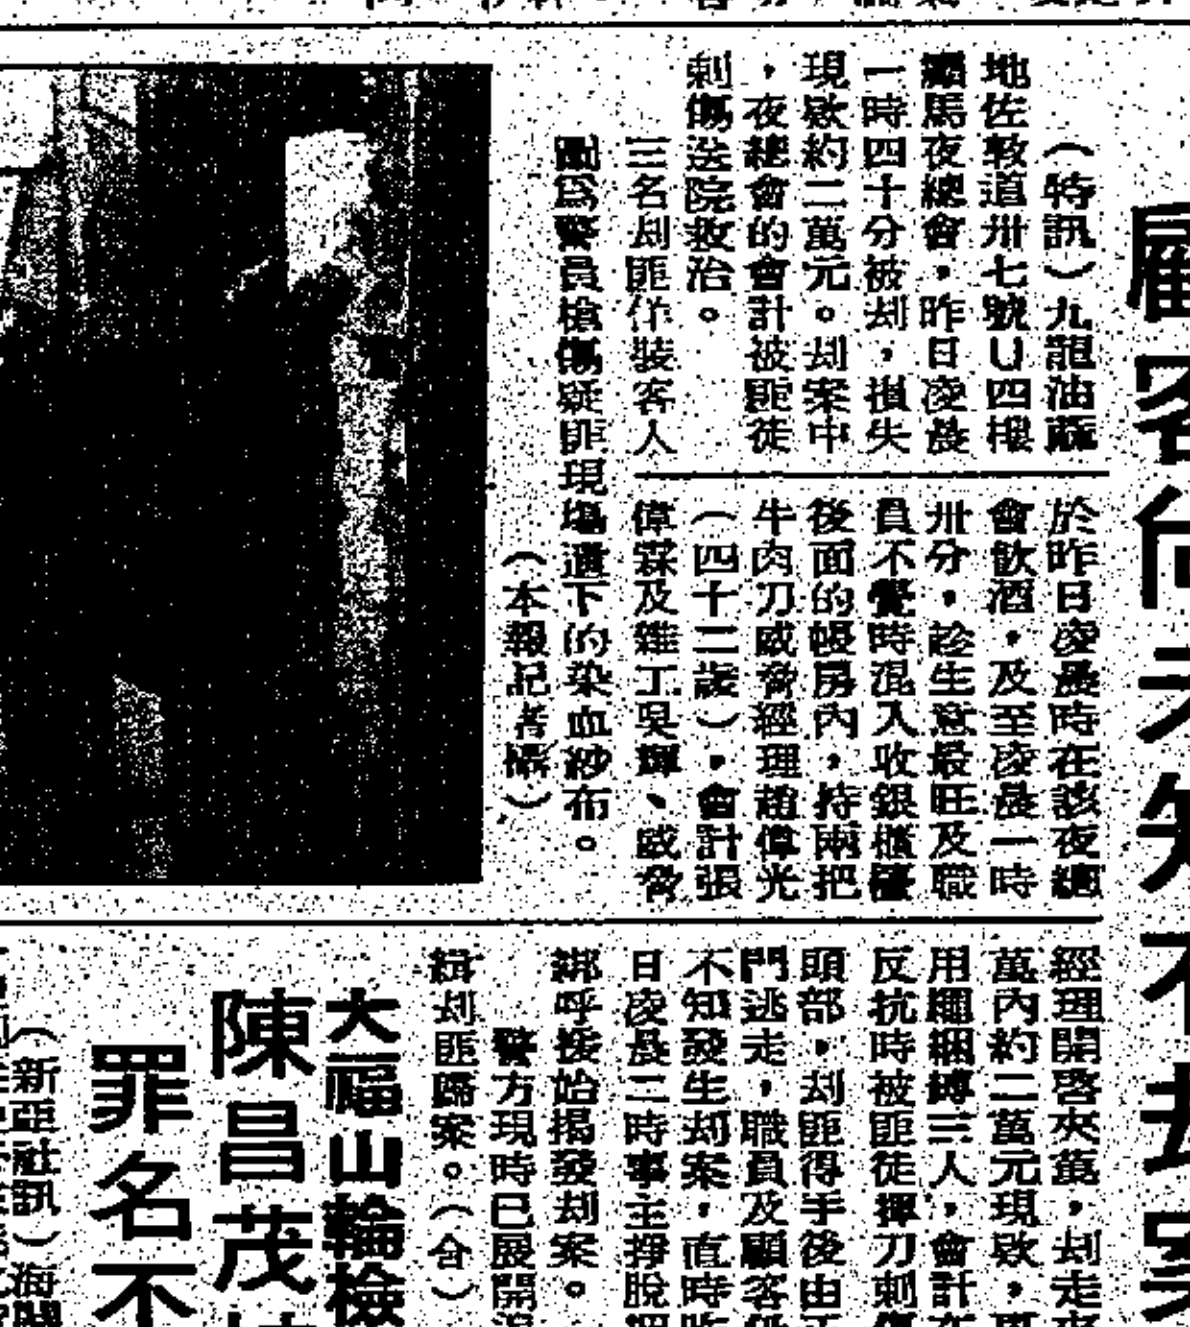 顧客尚未知
（特訊）九龍油蔴
地佐敦道卅七號U四樓
夜總會，昨日凌晨
一時四十分被刦，損失
現欵約二萬元。刦案中
，夜總會的會計被匪徒
刺傷送院救治。
三名刦匪佯裝客人
於昨日凌晨時在該夜總
會飲酒，及至凌晨一時
卅分，趁生意最旺及職
員不覺時混入收銀櫃檯
後面的帳房內，持兩把
牛肉刀威脅經理趙偉光
（四十二歲），會計張
偉霖及雜工吳輝、威脅
經理開啓夾萬，刦走夾
萬內約二萬元現欵，
用繩綑縛三人，會計在
反抗時被匪徒揮刀刺傷
頭部，刦匪得手後由正
門逃走，職員及顧客
不知發生刦案，直時
日凌晨二時事主掙脫
綁呼援始揭發刦案。
警方現時已展開
緝刦匪歸案。（合）
圖爲警員槍傷疑匪現塲遺下的染血紗布。
（本報記者攝）
大福山輪檢
陳昌茂
罪名不
（新亞社訊）海關